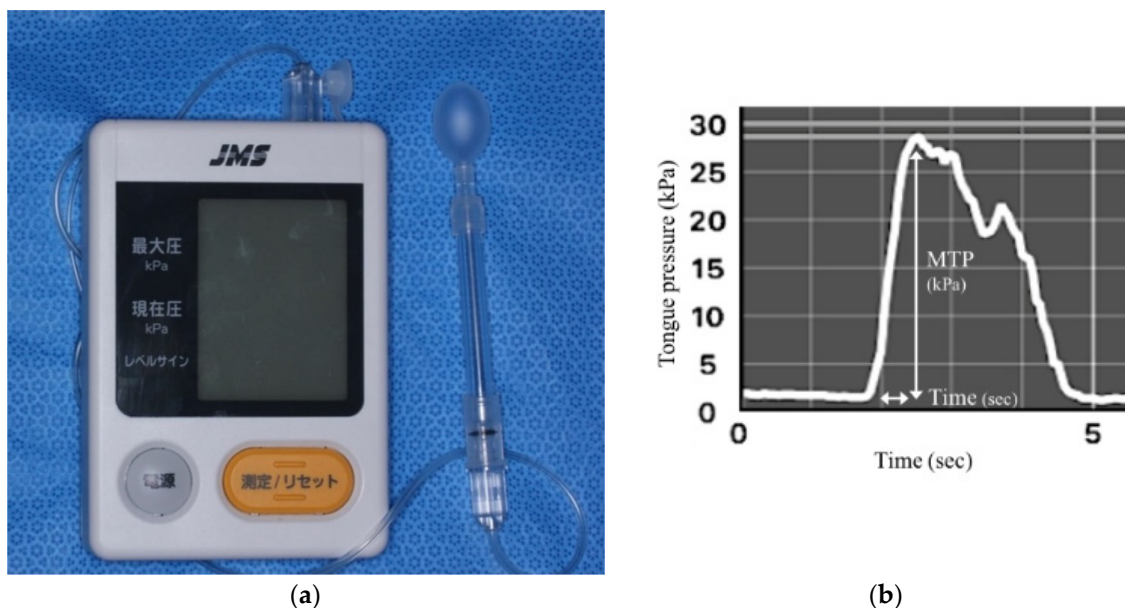 JMS
最大圧
kPa
現在圧
kPa
レベルサイン
電源
測定/リセット
(a)
Tongue pressure (kPa)
30
25
20
15
10
5
0
MTP
(kPa)
Time (sec)
0
5
Time (sec)
(b)